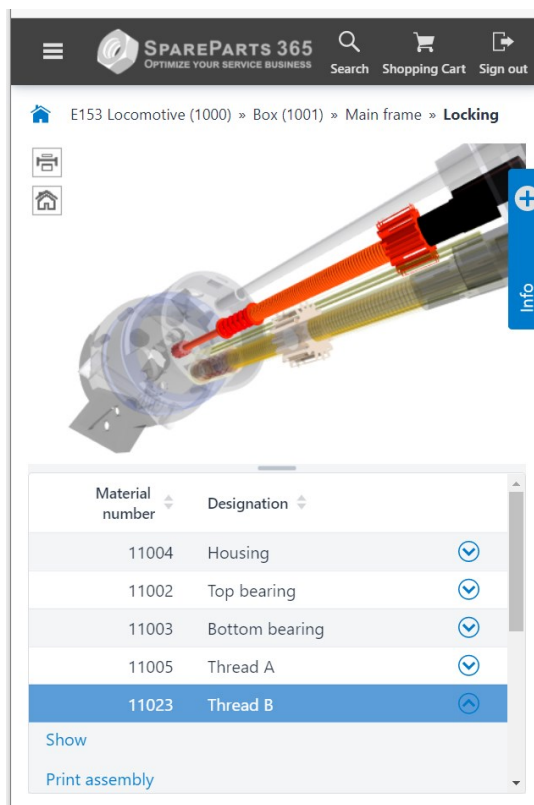 SPAREPARTS 365
OPTIMIZE YOUR SERVICE BUSINESS
Search Shopping Cart Sign out
E153 Locomotive (1000) » Box (1001) » Main frame » Locking
Info
Material number Designation
11004 Housing
11002 Top bearing
11003 Bottom bearing
11005 Thread A
11023 Thread B
Show
Print assembly